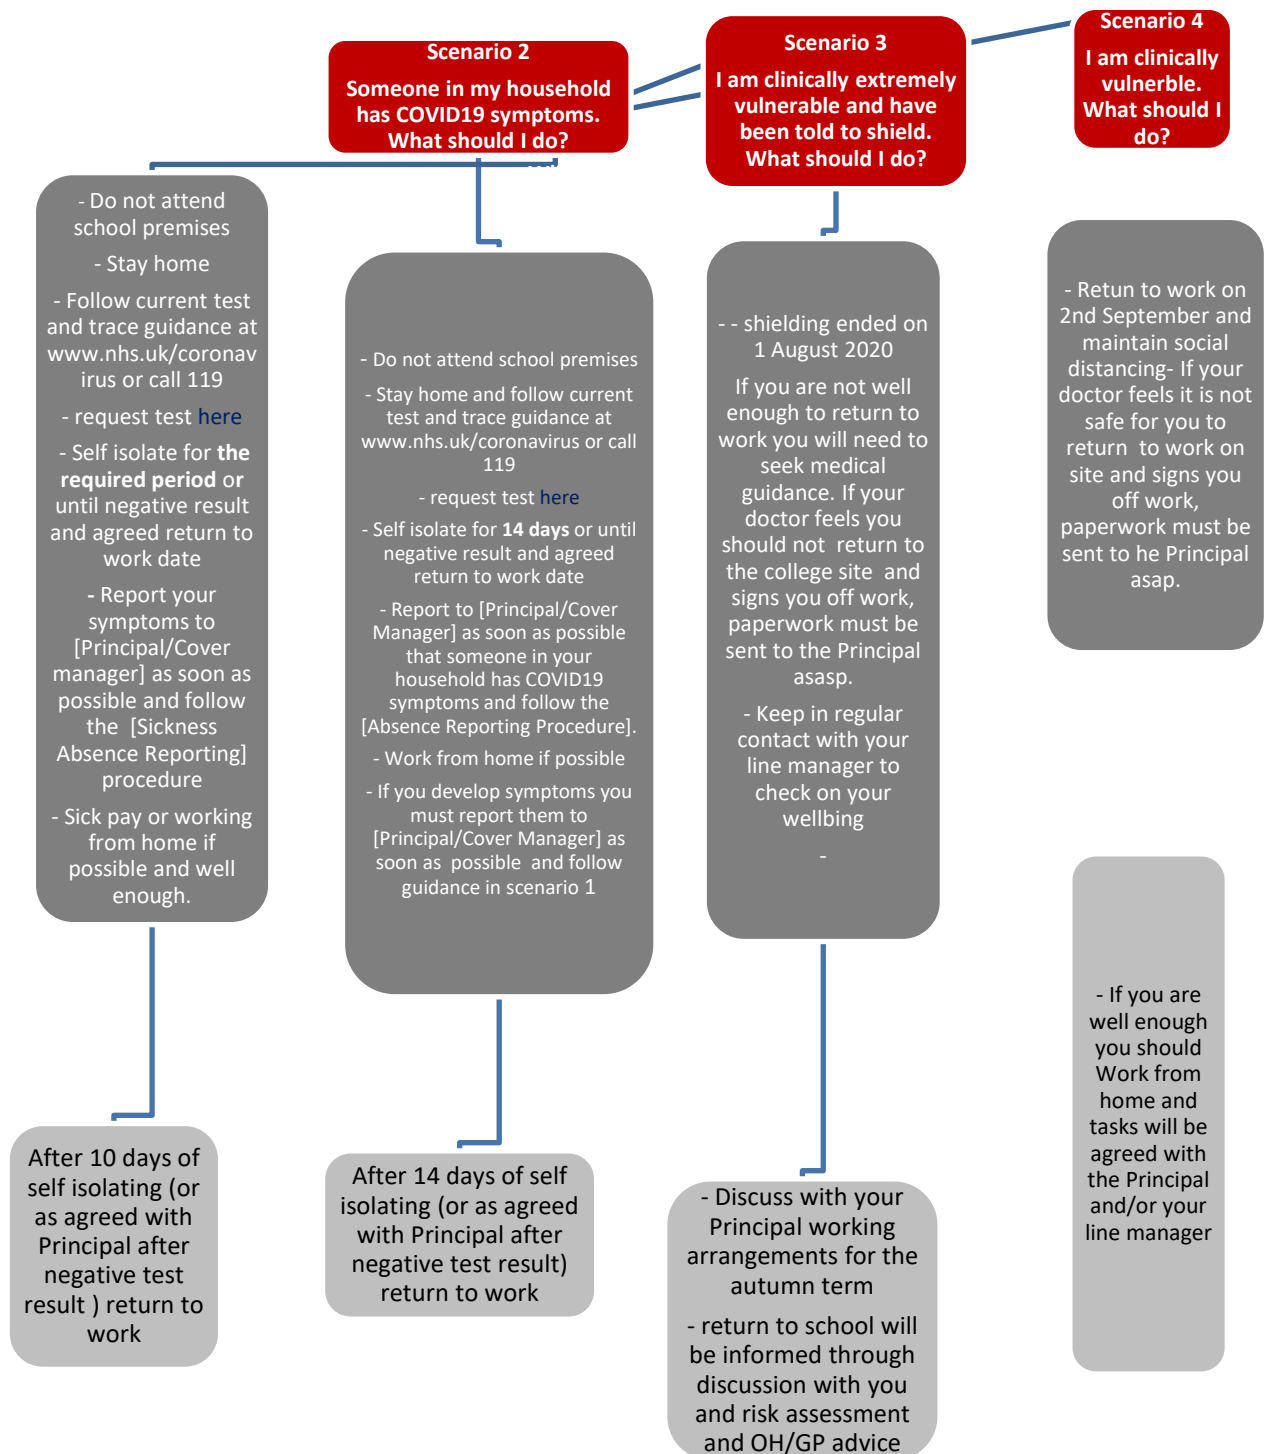 Scenario 2
Someone in my household
has COVID19 symptoms.
What should I do?
Scenario 3
I am clinically extremely
vulnerable and have
been told to shield.
What should I do?
Scenario 4
I am clinically
vulnerble.
What should I
do?
- Do not attend
school premises
- Stay home
- Follow current test
and trace guidance at
www.nhs.uk/coronav
irus or call 119
- request test here
- Self isolate for the
required period or
until negative result
and agreed return to
work date
- Report your
symptoms to
[Principal/Cover
manager] as soon as
possible and follow
the [Sickness
Absence Reporting]
procedure
- Sick pay or working
from home if
possible and well
enough.
- Do not attend school premises
- Stay home and follow current
test and trace guidance at
www.nhs.uk/coronavirus or call
119
- request test here
- Self isolate for 14 days or until
negative result and agreed
return to work date
- Report to [Principal/Cover
Manager] as soon as possible
that someone in your
household has COVID19
symptoms and follow the
[Absence Reporting Procedure].
- Work from home if possible
- If you develop symptoms you
must report them to
[Principal/Cover Manager] as
soon as possible and follow
guidance in scenario 1
- - shielding ended on
1 August 2020
If you are not well
enough to return to
work you will need to
seek medical
guidance. If your
doctor feels you
should not return to
the college site and
signs you off work,
paperwork must be
sent to the Principal
asasp.
- Keep in regular
contact with your
line manager to
check on your
wellbing
-
- Retun to work on
2nd September and
maintain social
distancing- If your
doctor feels it is not
safe for you to
return to work on
site and signs you
off work,
paperwork must be
sent to he Principal
asap.
After 10 days of
self isolating (or
as agreed with
Principal after
negative test
result ) return to
work
After 14 days of self
isolating (or as agreed
with Principal after
negative test result)
return to work
- Discuss with your
Principal working
arrangements for the
autumn term
- return to school will
be informed through
discussion with you
and risk assessment
and OH/GP advice
- If you are
well enough
you should
Work from
home and
tasks will be
agreed with
the Principal
and/or your
line manager